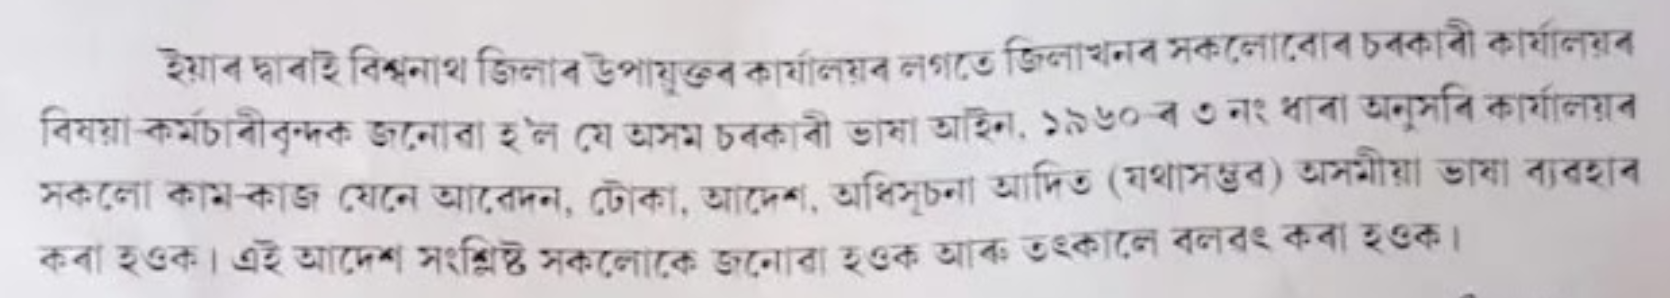 ইয়াৰ দ্বাৰাই বিশ্বনাথ জিলাৰ উপায়ুক্তৰ কাৰ্যালয়ৰ লগতে জিলাখনৰ সকলোবোৰ চৰকাৰী কাৰ্যালয়ৰ
বিষয়া-কৰ্মচাৰীবৃন্দক জনোৱা হ'ল যে অসম চৰকাৰী ভাষা আইন, ১৯৬০-ৰ ৩ নং ধাৰা অনুসৰি কাৰ্যালয়ৰ
সকলো কাম-কাজ যেনে আবেদন, টোকা, আদেশ, অধিসূচনা আদিত (যথাসম্ভৱ) অসমীয়া ভাষা ব্যৱহাৰ
কৰা হওক। এই আদেশ সংশ্লিষ্ট সকলোকে জনোৱা হওক আৰু তৎকালে বলবৎ কৰা হওক।